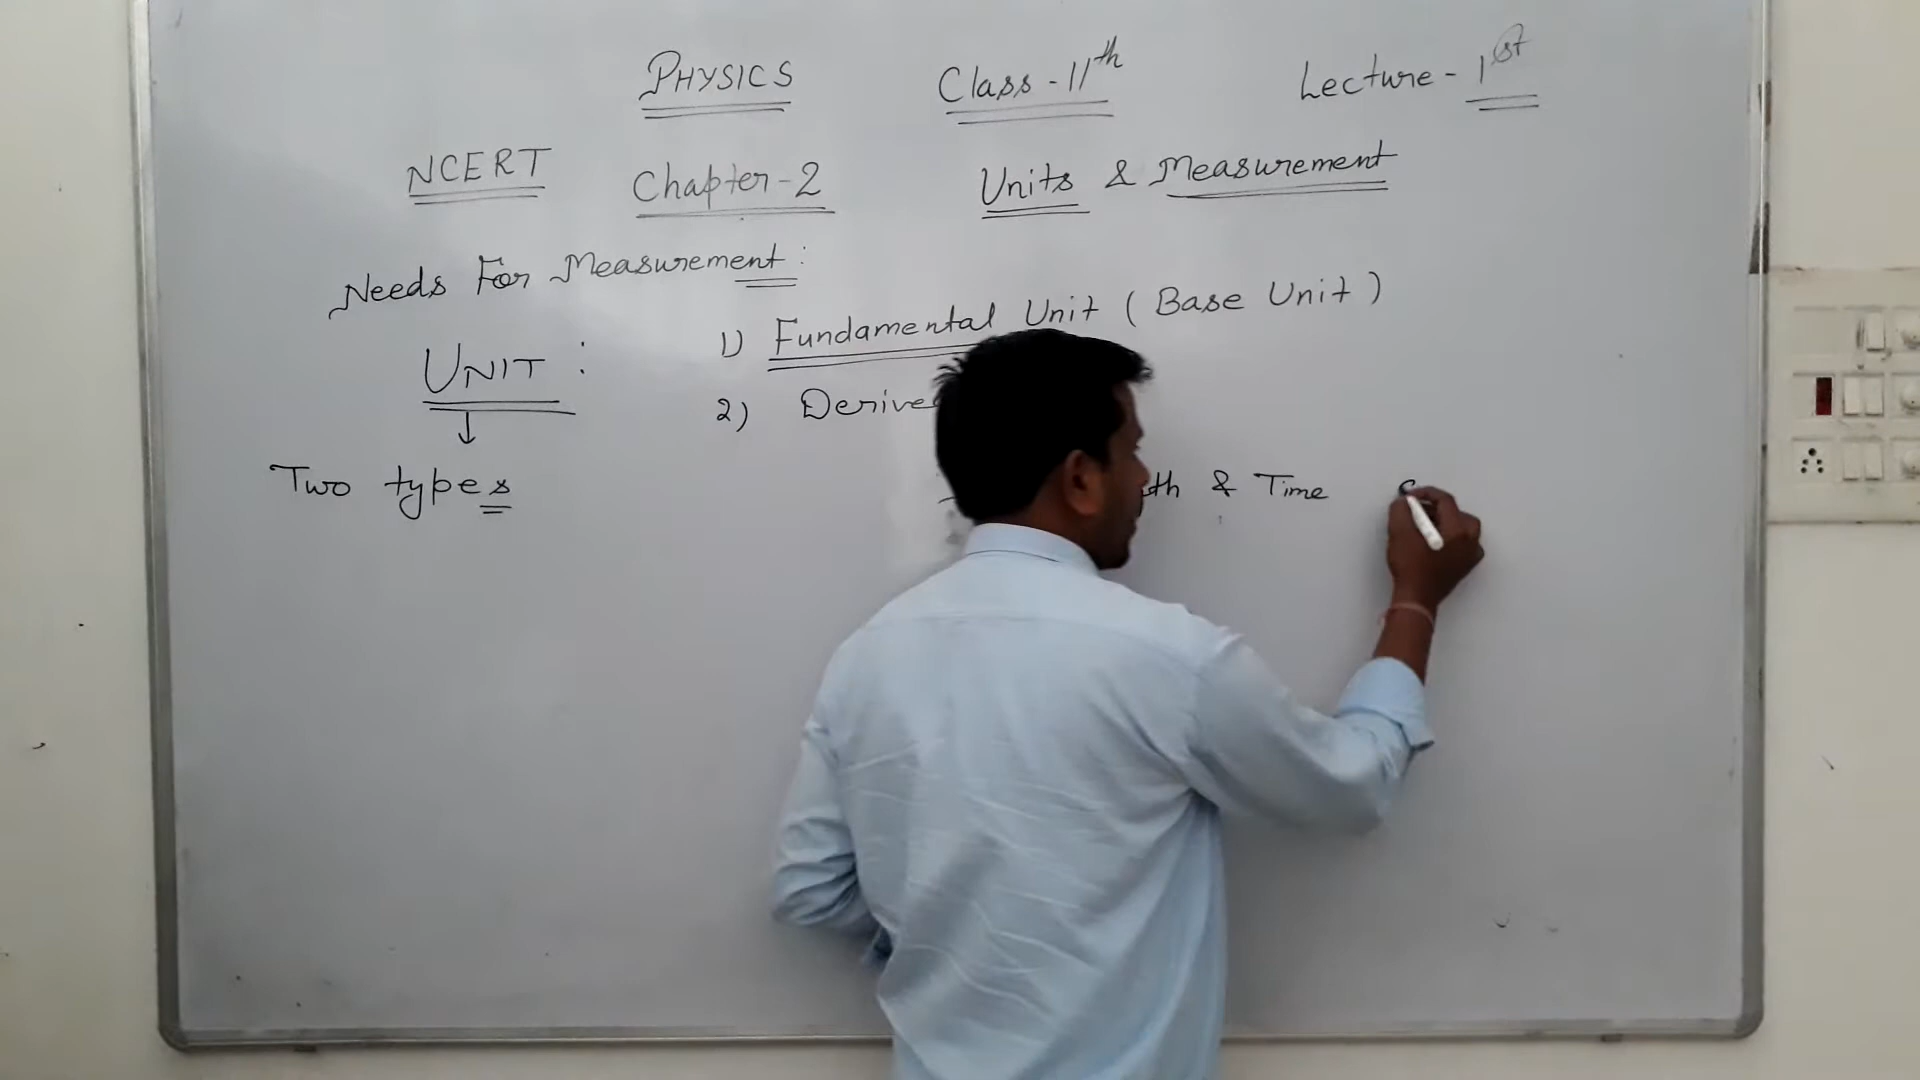 PHYSICS Class-11th Lecture-1st
NCERT Chapter-2 Units & Measurement
Needs For Measurement:
1) Fundamental Unit (Base Unit)
UNIT :
2)
Two types & Time